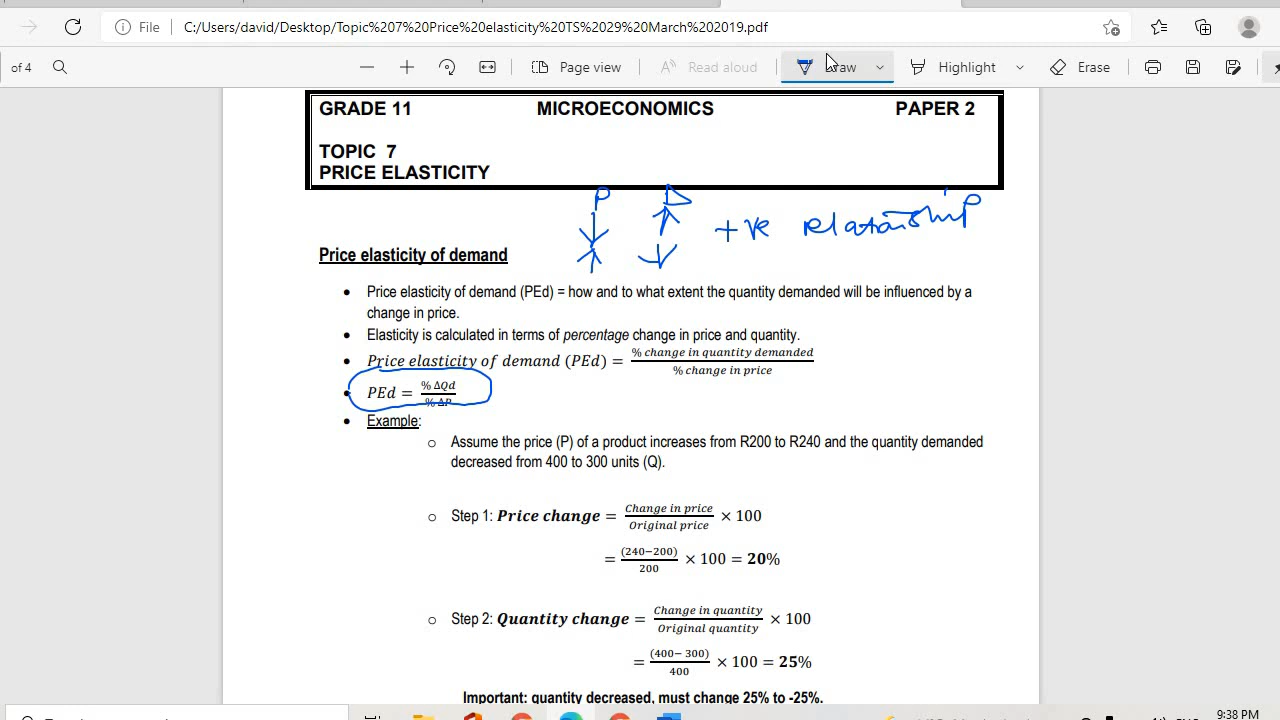 File
C:/Users/david/Desktop/Topic%207%20Price%20elasticity%20TS%2029%20March%202019.pdf
of 4
Page view
Read aloud
Draw
Highlight
Erase
GRADE 11 MICROECONOMICS PAPER 2
TOPIC 7
PRICE ELASTICITY
P D +ve relationship
Price elasticity of demand
• Price elasticity of demand (PEd) = how and to what extent the quantity demanded will be influenced by a
change in price.
• Elasticity is calculated in terms of percentage change in price and quantity.
• Price elasticity of demand (PEd) = % change in quantity demanded / % change in price
• PEd = % ΔQd / % ΔP
• Example:
o Assume the price (P) of a product increases from R200 to R240 and the quantity demanded
decreased from 400 to 300 units (Q).
o Step 1: Price change = Change in price / Original price × 100
= (240−200) / 200 × 100 = 20%
o Step 2: Quantity change = Change in quantity / Original quantity × 100
= (400− 300) / 400 × 100 = 25%
Important: quantity decreased, must change 25% to -25%.
ENG
9:38 PM